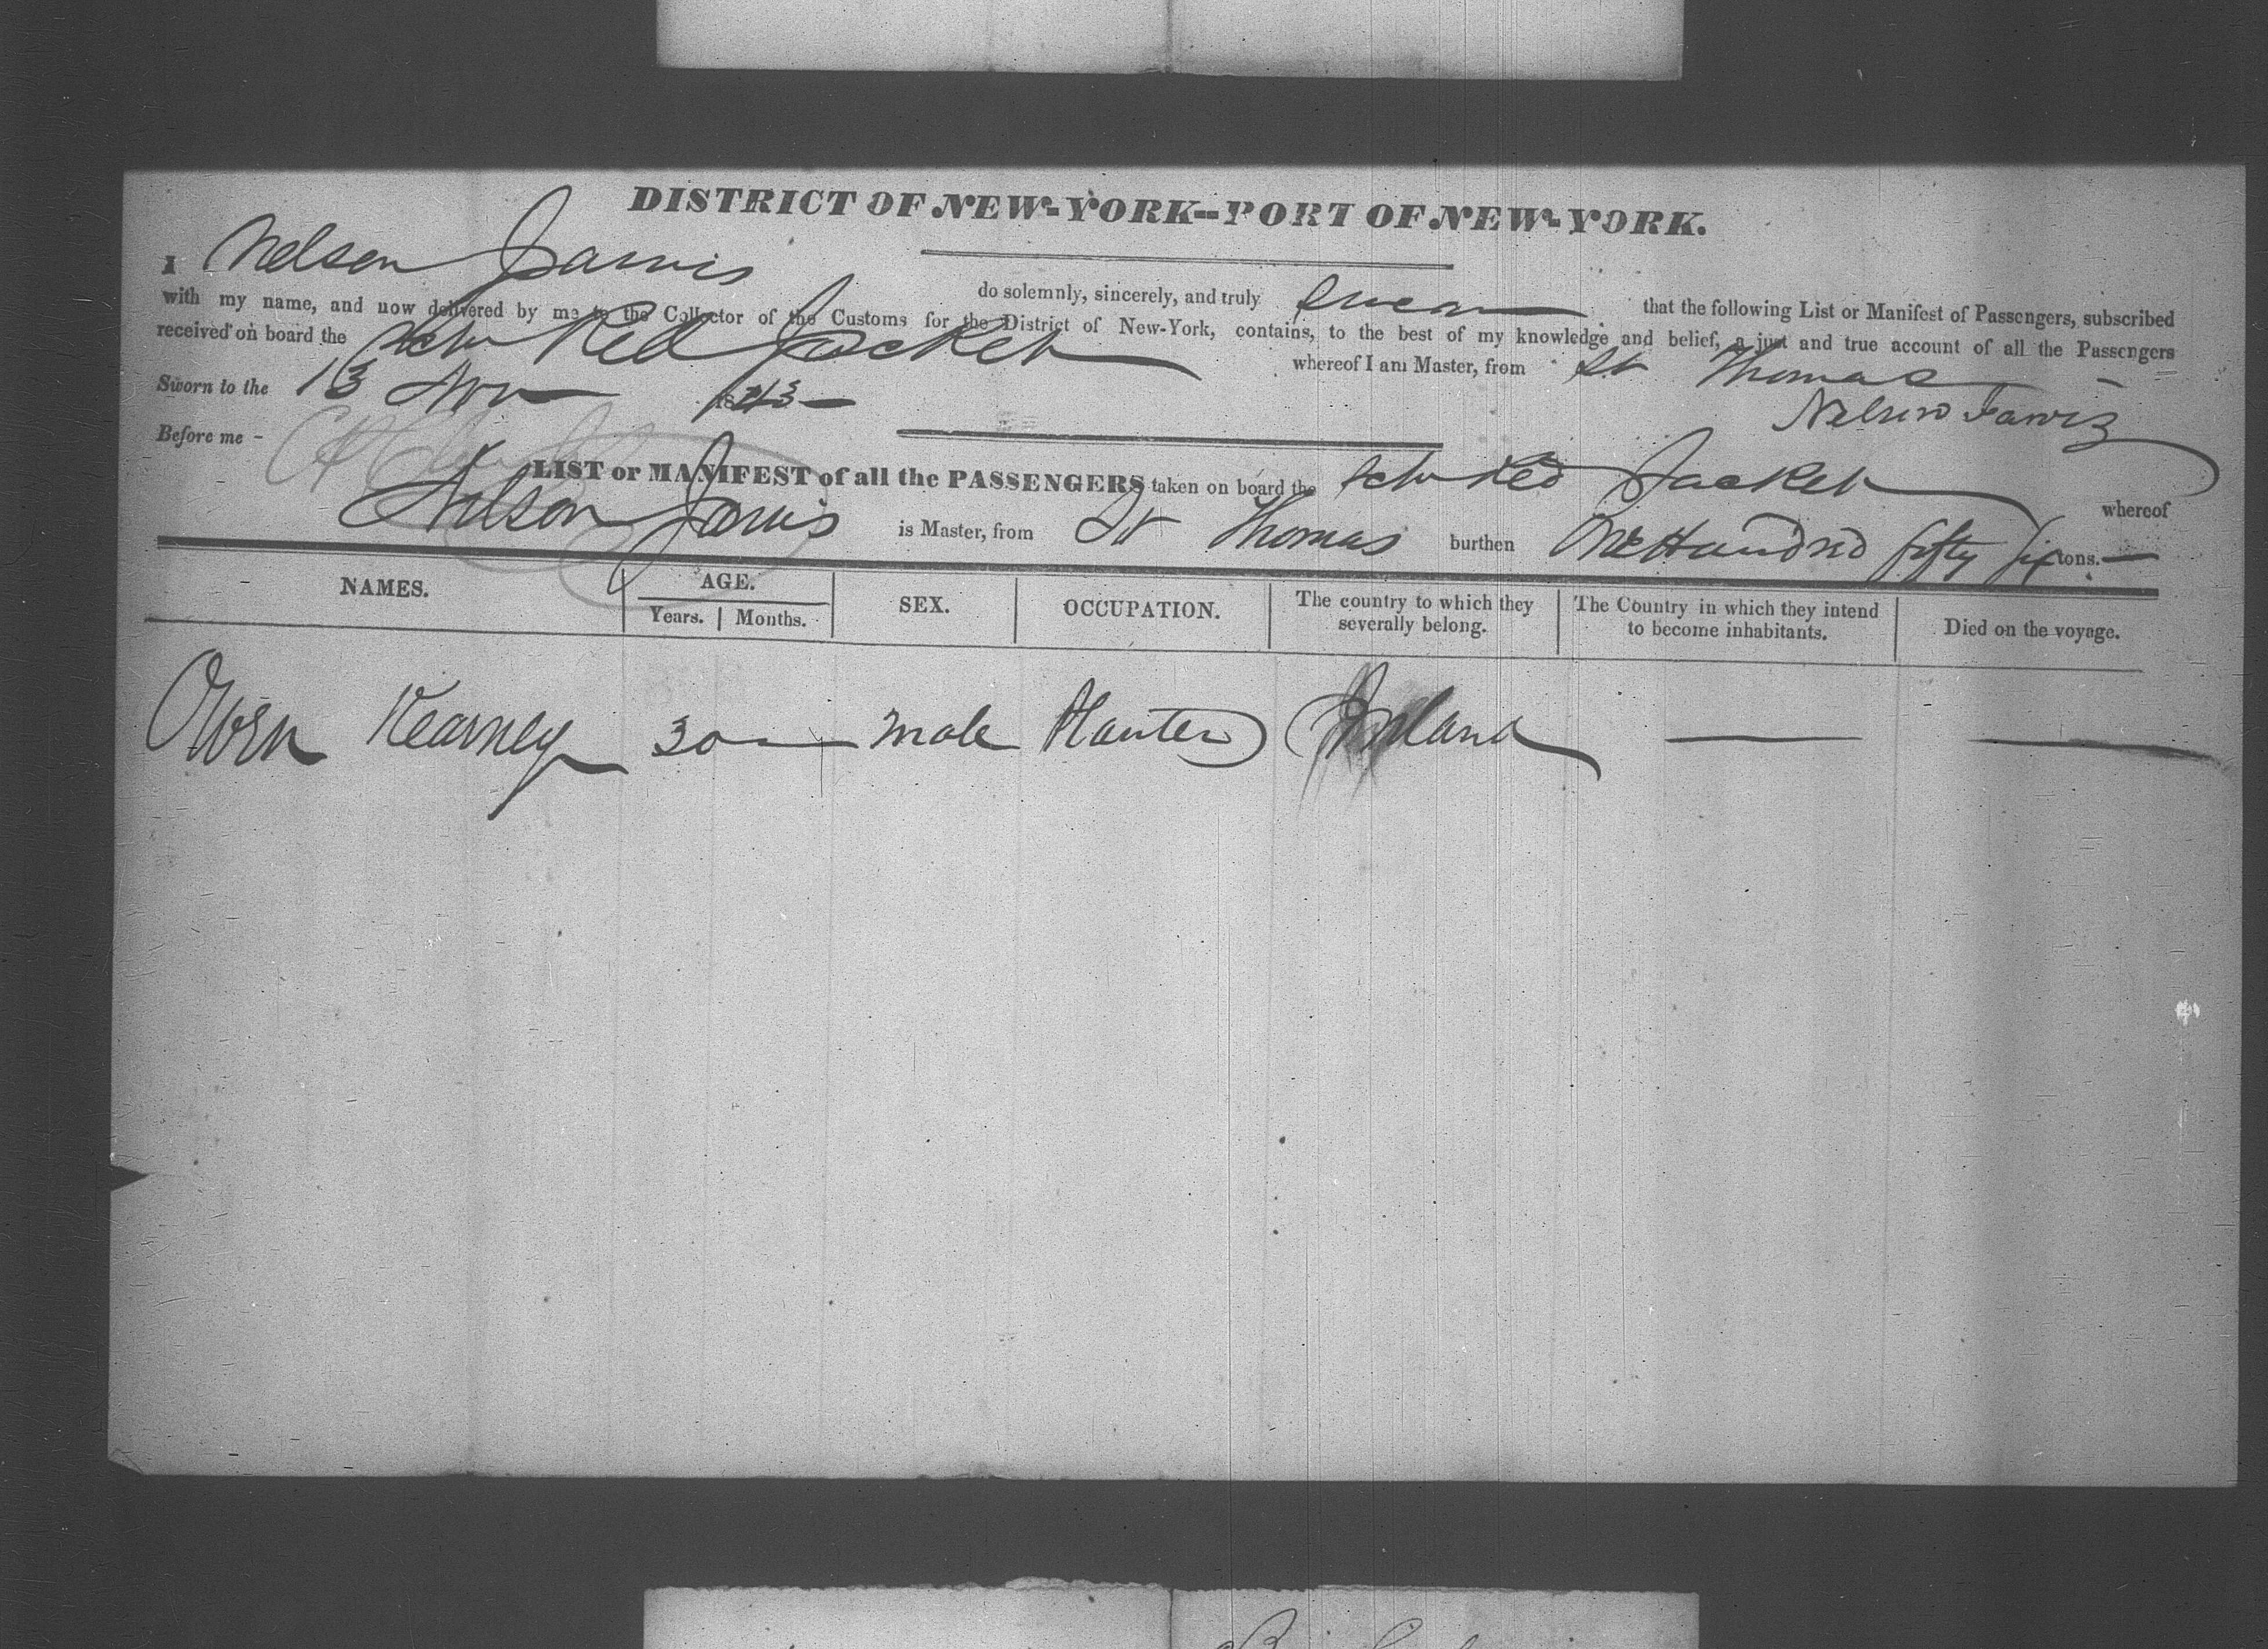 DISTRICT OF NEW-YORK--PORT OF NEW-YORK.
I Nelson Jarvis do solemnly, sincerely, and truly swear that the following List or Manifest of Passengers, subscribed
with my name, and now delivered by me to the Collector of the Customs for the District of New-York, contains, to the best of my knowledge and belief, a just and true account of all the Passengers
received on board the Schr Red Jacket whereof I am Master, from St Thomas
Sworn to the 13 Nov 1843
Nelson Jarvis
Before me -
LIST or MANIFEST of all the PASSENGERS taken on board the Schr Red Jacket whereof
Nelson Jarvis is Master, from St Thomas burthen One Hundred fifty Six tons.
NAMES. AGE. SEX. OCCUPATION. The country to which they severally belong. The Country in which they intend to become inhabitants. Died on the voyage.
Years. Months.
Owen Kearney 30 male Planter Ireland